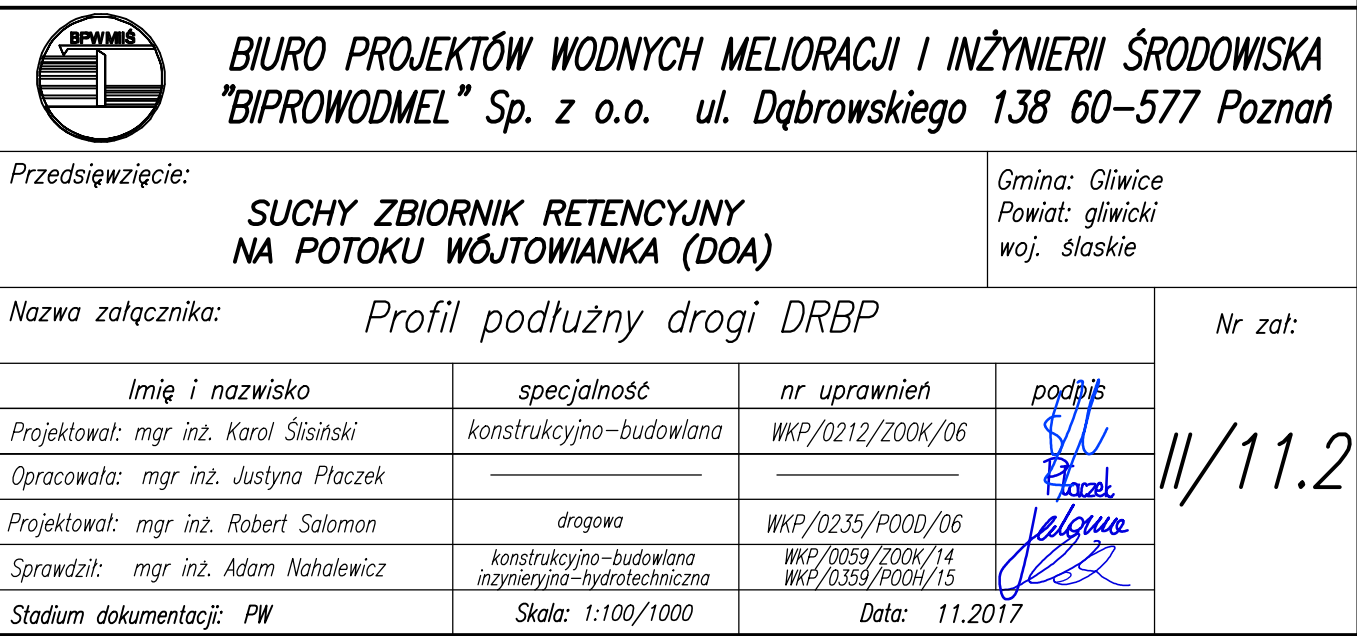 BPWMIŚ
BIURO PROJEKTÓW WODNYCH MELIORACJI I INŻYNIERII ŚRODOWISKA
"BIPROWODMEL" Sp. z o.o. ul. Dąbrowskiego 138 60-577 Poznań
Przedsięwzięcie:
SUCHY ZBIORNIK RETENCYJNY
NA POTOKU WÓJTOWIANKA (DOA)
Gmina: Gliwice
Powiat: gliwicki
woj. ślaskie
Nazwa załącznika: Profil podłużny drogi DRBP
Nr zał:
II/11.2
Imię i nazwisko specjalność nr uprawnień podpis
Projektował: mgr inż. Karol Ślisiński konstrukcyjno-budowlana WKP/0212/ZOOK/06
Opracowała: mgr inż. Justyna Płaczek Płaczek
Projektował: mgr inż. Robert Salomon drogowa WKP/0235/POOD/06
Sprawdził: mgr inż. Adam Nahalewicz konstrukcyjno-budowlana WKP/0059/ZOOK/14
inzynieryjna-hydrotechniczna WKP/0359/POOH/15
Stadium dokumentacji: PW Skala: 1:100/1000 Data: 11.2017